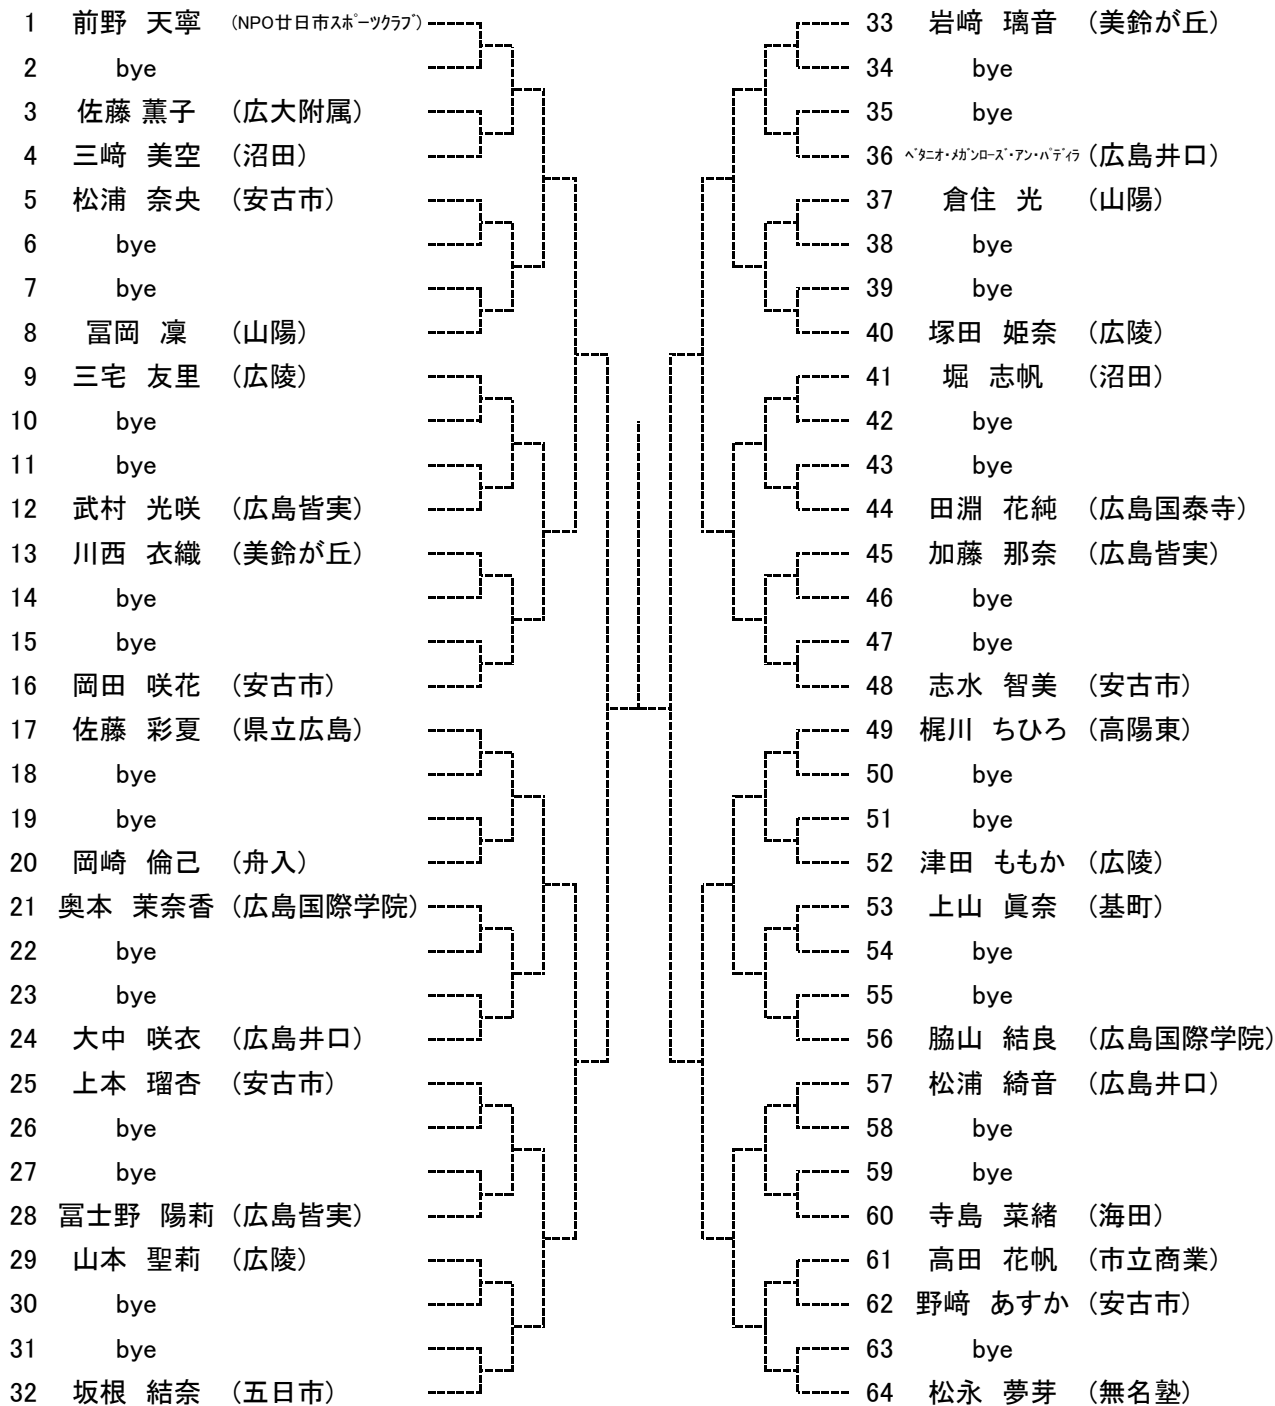 1 前野 天寧 (NPO廿日市スポーツクラブ)
2 bye
3 佐藤 薫子 (広大附属)
4 三﨑 美空 (沼田)
5 松浦 奈央 (安古市)
6 bye
7 bye
8 冨岡 凜 (山陽)
9 三宅 友里 (広陵)
10 bye
11 bye
12 武村 光咲 (広島皆実)
13 川西 衣織 (美鈴が丘)
14 bye
15 bye
16 岡田 咲花 (安古市)
17 佐藤 彩夏 (県立広島)
18 bye
19 bye
20 岡崎 倫己 (舟入)
21 奥本 茉奈香 (広島国際学院)
22 bye
23 bye
24 大中 咲衣 (広島井口)
25 上本 瑠杏 (安古市)
26 bye
27 bye
28 冨士野 陽莉 (広島皆実)
29 山本 聖莉 (広陵)
30 bye
31 bye
32 坂根 結奈 (五日市)
33 岩﨑 璃音 (美鈴が丘)
34 bye
35 bye
36 ベタニオ・メガンローズ・アン・パディラ (広島井口)
37 倉住 光 (山陽)
38 bye
39 bye
40 塚田 姫奈 (広陵)
41 堀 志帆 (沼田)
42 bye
43 bye
44 田淵 花純 (広島国泰寺)
45 加藤 那奈 (広島皆実)
46 bye
47 bye
48 志水 智美 (安古市)
49 梶川 ちひろ (高陽東)
50 bye
51 bye
52 津田 ももか (広陵)
53 上山 眞奈 (基町)
54 bye
55 bye
56 脇山 結良 (広島国際学院)
57 松浦 綺音 (広島井口)
58 bye
59 bye
60 寺島 菜緒 (海田)
61 高田 花帆 (市立商業)
62 野﨑 あすか (安古市)
63 bye
64 松永 夢芽 (無名塾)